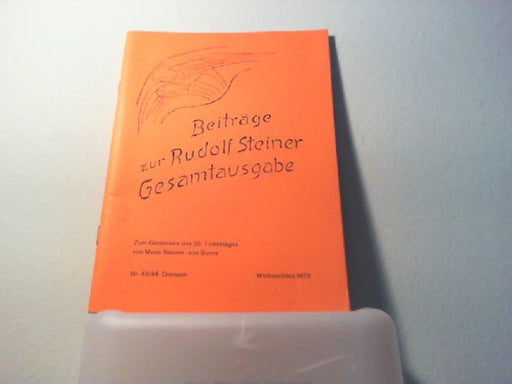 Beiträge
zur Rudolf Steiner
Gesamtausgabe
Zum Gedenken des 25. Todestages
von Marie Steiner - von Sivers
Nr. 43/44 Dornach Weihnachten 1973